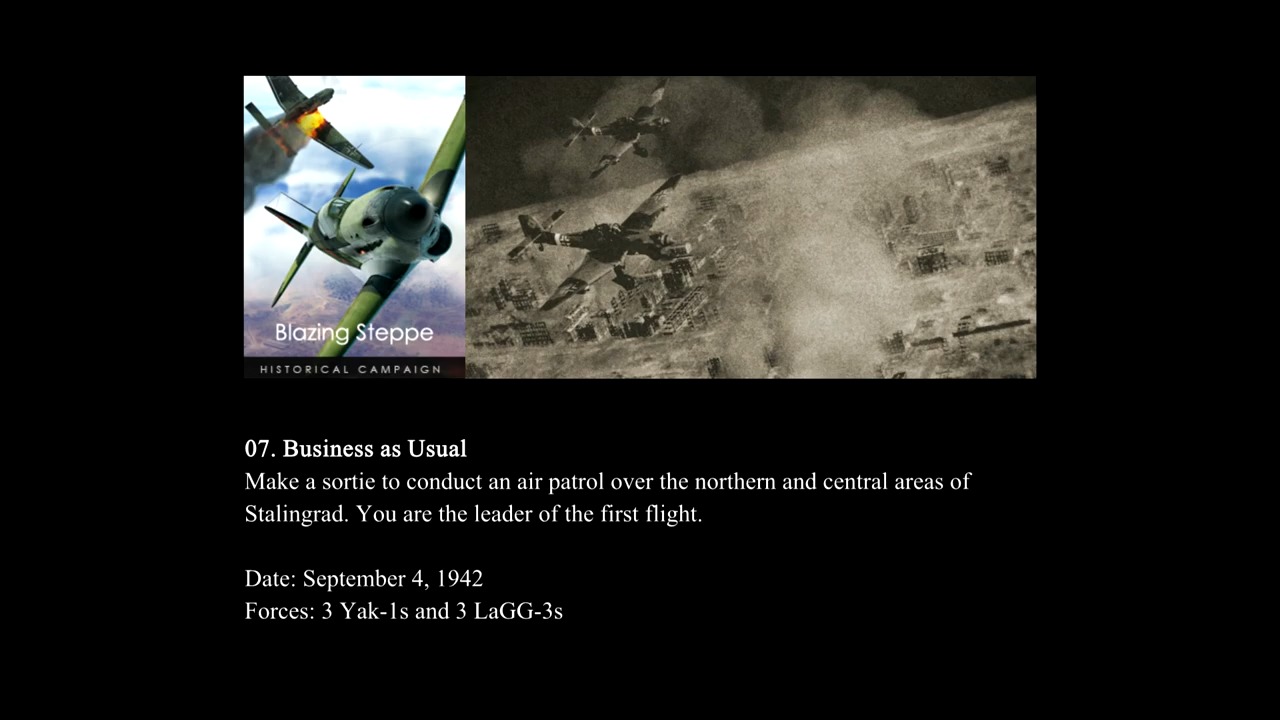 Blazing Steppe
HISTORICAL CAMPAIGN
07. Business as Usual
Make a sortie to conduct an air patrol over the northern and central areas of
Stalingrad. You are the leader of the first flight.
Date: September 4, 1942
Forces: 3 Yak-1s and 3 LaGG-3s